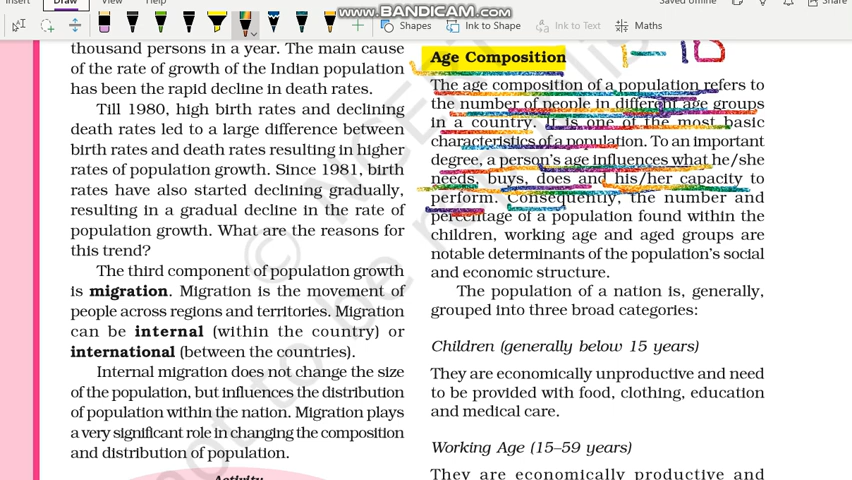 Draw
Saved online
www.BANDICAM.com
Shapes
Ink to Shape
Ink to Text
Maths
thousand persons in a year. The main cause
of the rate of growth of the Indian population
has been the rapid decline in death rates.
Till 1980, high birth rates and declining
death rates led to a large difference between
birth rates and death rates resulting in higher
rates of population growth. Since 1981, birth
rates have also started declining gradually,
resulting in a gradual decline in the rate of
population growth. What are the reasons for
this trend?
The third component of population growth
is migration. Migration is the movement of
people across regions and territories. Migration
can be internal (within the country) or
international (between the countries).
Internal migration does not change the size
of the population, but influences the distribution
of population within the nation. Migration plays
a very significant role in changing the composition
and distribution of population.
Activity
Age Composition
The age composition of a population refers to
the number of people in different age groups
in a country. It is one of the most basic
characteristics of a population. To an important
degree, a person's age influences what he/she
needs, buys, does and his/her capacity to
perform. Consequently, the number and
percentage of a population found within the
children, working age and aged groups are
notable determinants of the population's social
and economic structure.
The population of a nation is, generally,
grouped into three broad categories:
Children (generally below 15 years)
They are economically unproductive and need
to be provided with food, clothing, education
and medical care.
Working Age (15–59 years)
They are economically productive and
© N
not to be re